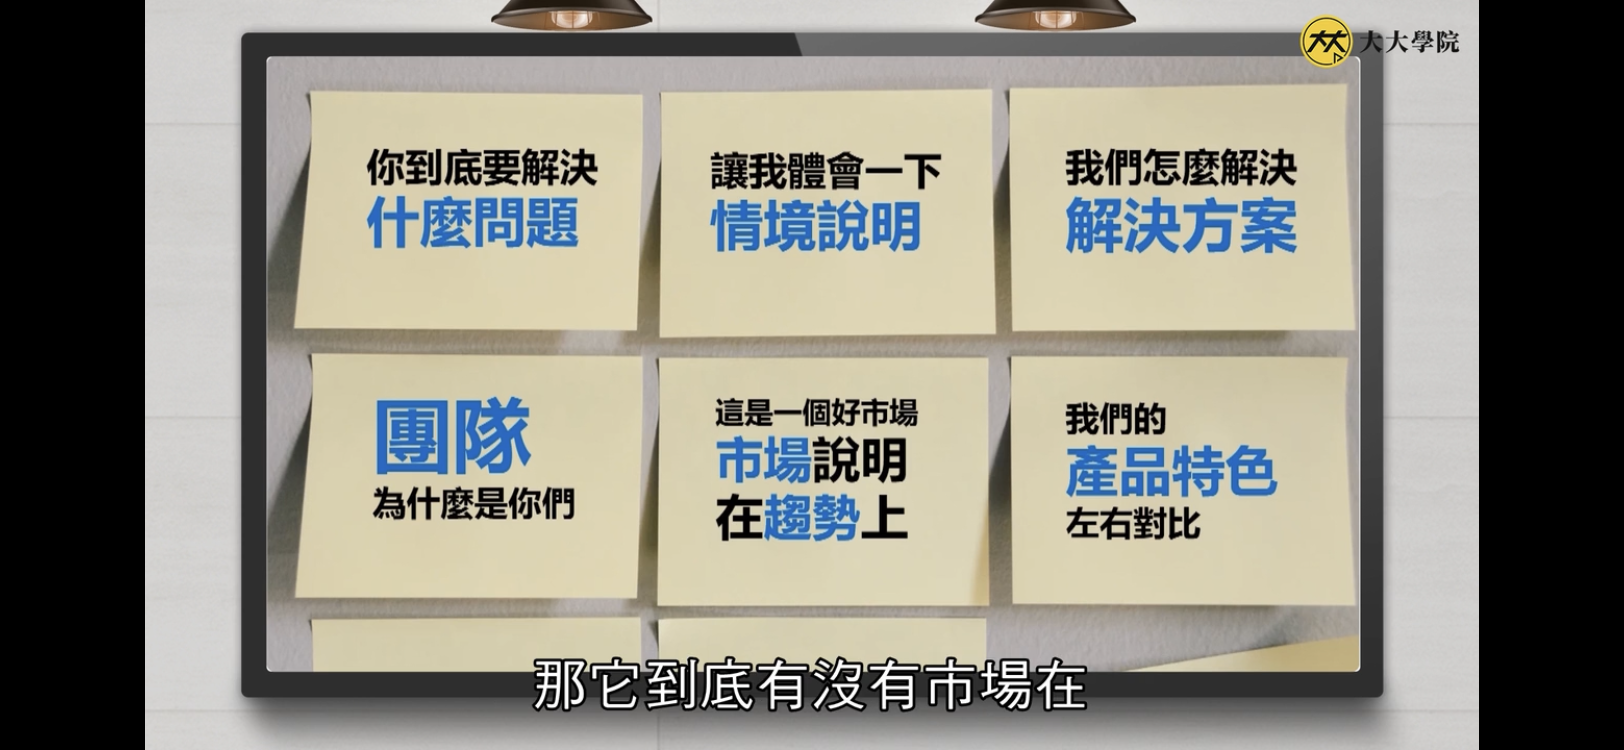 大大學院
你到底要解決
什麼問題
讓我體會一下
情境說明
我們怎麼解決
解決方案
團隊
為什麼是你們
這是一個好市場
市場說明
在趨勢上
我們的
產品特色
左右對比
那它到底有沒有市場在